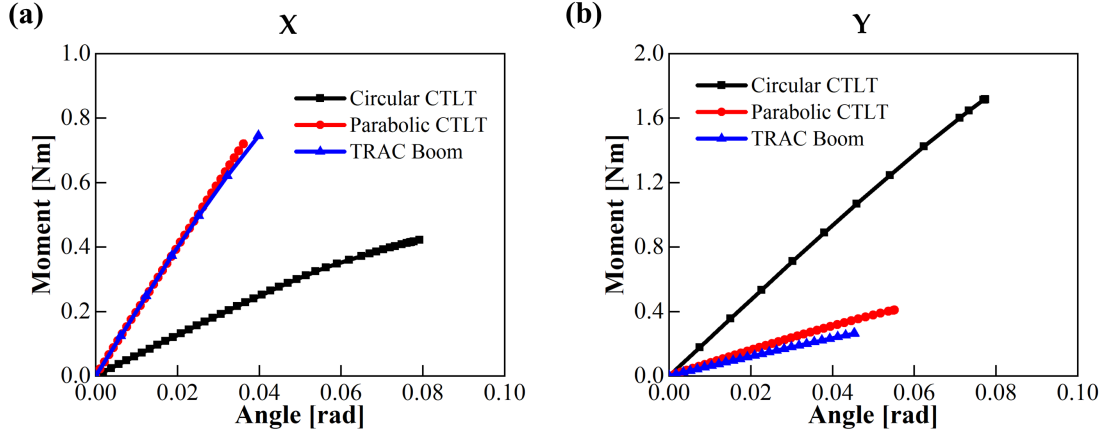 (a)
X
1.0
0.8
0.6
0.4
0.2
0.0
Moment [Nm]
Circular CTLT
Parabolic CTLT
TRAC Boom
0.00 0.02 0.04 0.06 0.08 0.10
Angle [rad]
(b)
Y
2.0
1.6
1.2
0.8
0.4
0.0
Moment [Nm]
Circular CTLT
Parabolic CTLT
TRAC Boom
0.00 0.02 0.04 0.06 0.08 0.10
Angle [rad]